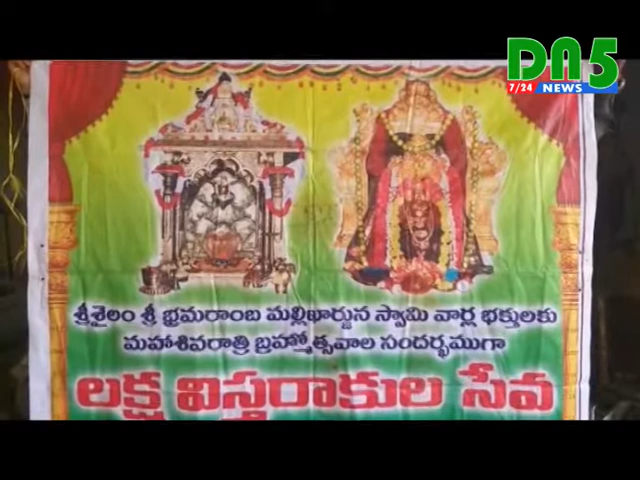 DN5
7/24 NEWS
శ్రీశైలం శ్రీ భ్రమరాంబ మల్లిఖార్జున స్వామి వార్ల భక్తులకు
మహాశివరాత్రి బ్రహ్మోత్సవాల సందర్భముగా
లక్ష విస్తరాకుల సేవ